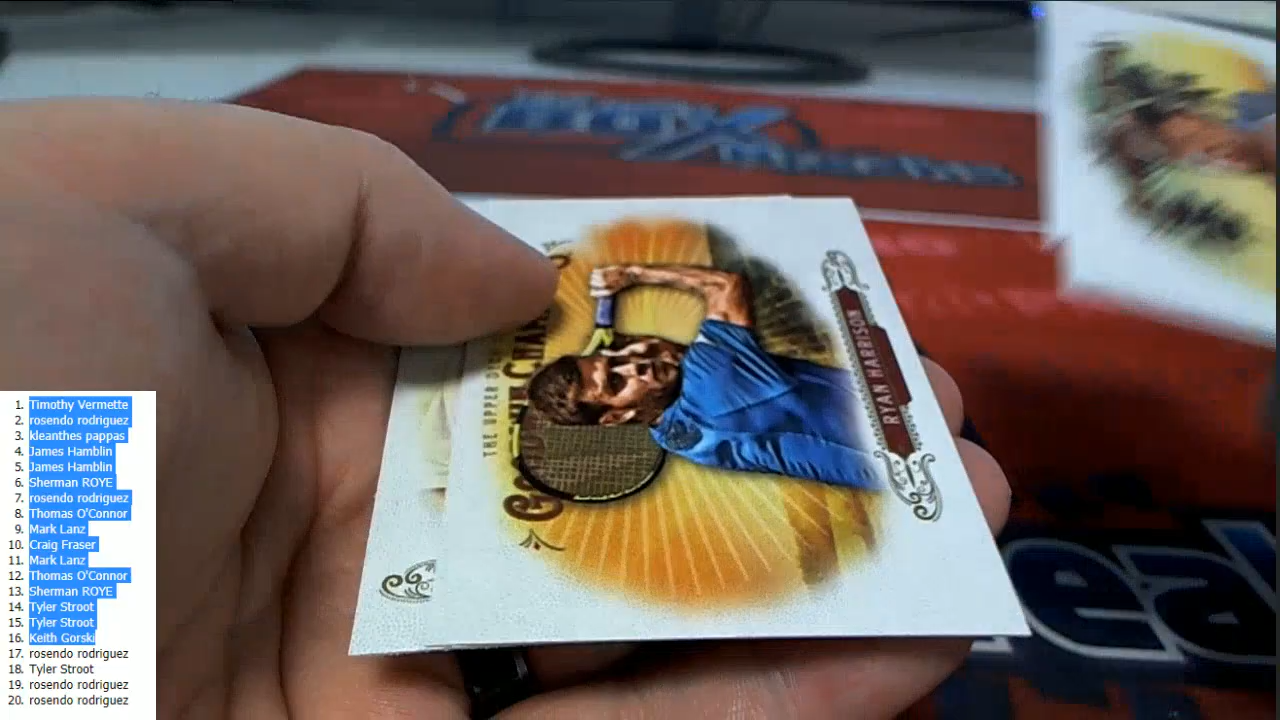 THE UPPER
RYAN HARRISON
1. Timothy Vermette
2. rosendo rodriguez
3. kleanthes pappas
4. James Hamblin
5. James Hamblin
6. Sherman ROYE
7. rosendo rodriguez
8. Thomas O'Connor
9. Mark Lanz
10. Craig Fraser
11. Mark Lanz
12. Thomas O'Connor
13. Sherman ROYE
14. Tyler Stroot
15. Tyler Stroot
16. Keith Gorski
17. rosendo rodriguez
18. Tyler Stroot
19. rosendo rodriguez
20. rosendo rodriguez